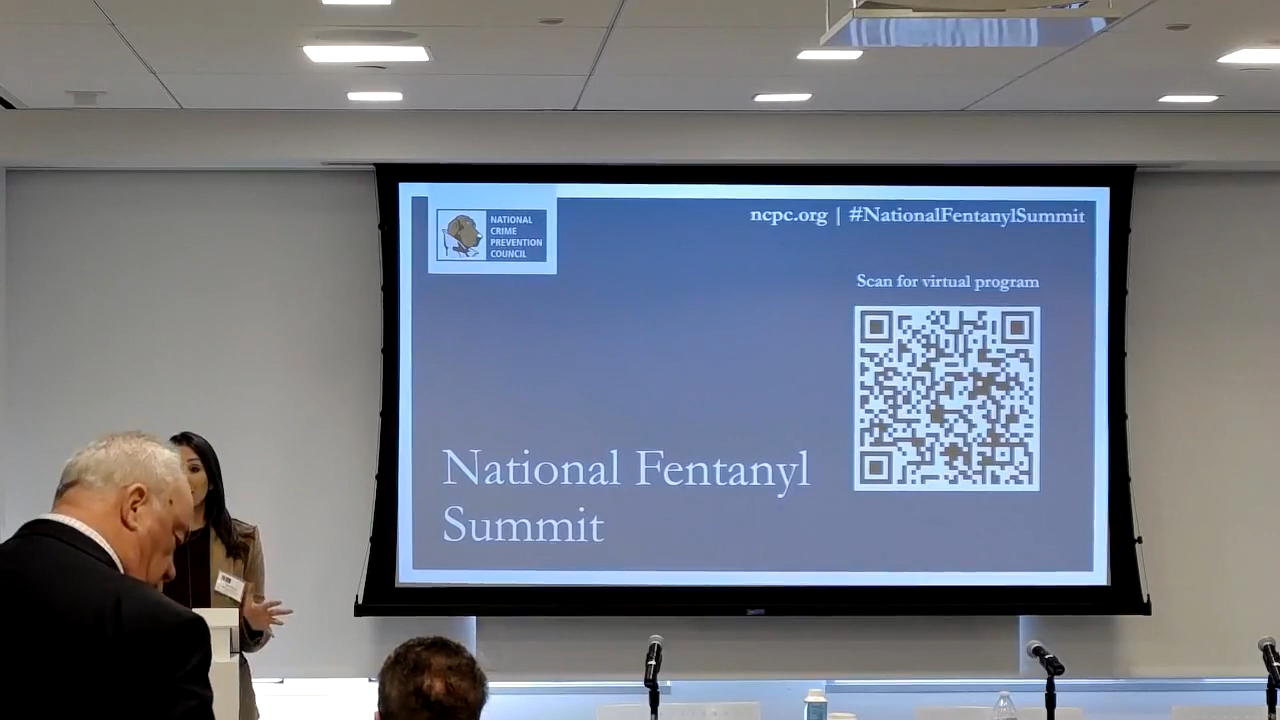 NATIONAL
CRIME
PREVENTION
COUNCIL
ncpc.org | #NationalFentanylSummit
Scan for virtual program
National Fentanyl
Summit